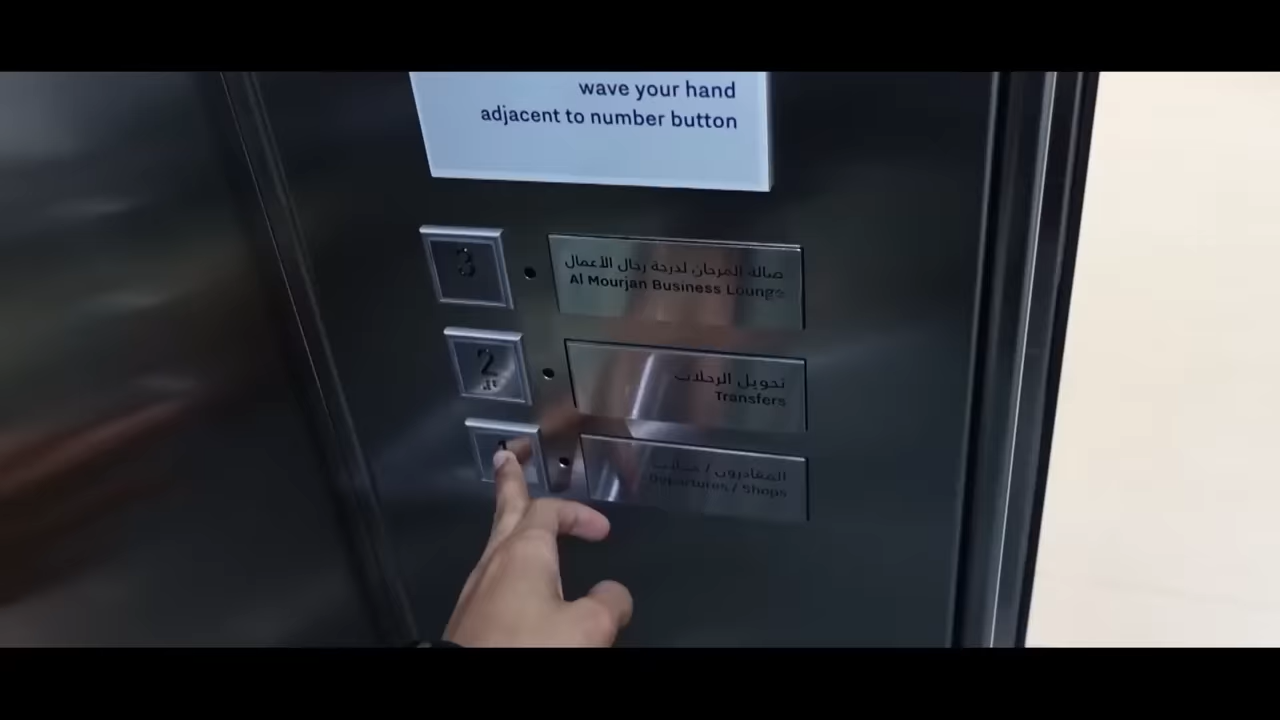 wave your hand
adjacent to number button
3
صالة المرجان لدرجة رجال الأعمال
Al Mourjan Business Lounge
2
تحويل الرحلات
Transfers
المغادرون /
Departures / Shops